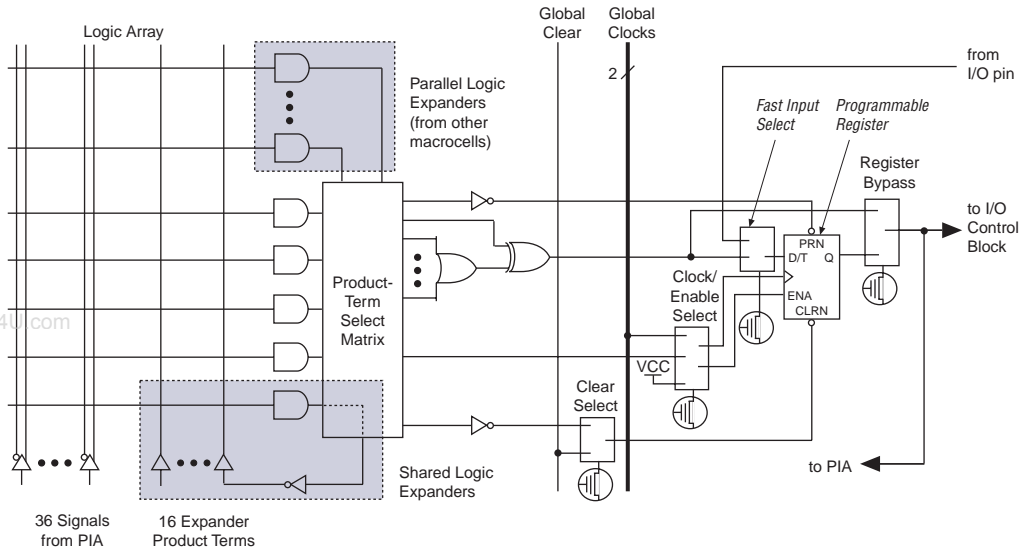 Logic Array
Global
Clear
Global
Clocks
2
from
I/O pin
Parallel Logic
Expanders
(from other
macrocells)
Fast Input
Select
Programmable
Register
Register
Bypass
to I/O
Control
Block
PRN
D/T Q
ENA
CLRN
Product-
Term
Select
Matrix
Clock/
Enable
Select
VCC
Clear
Select
4U.com
to PIA
Shared Logic
Expanders
36 Signals
from PIA
16 Expander
Product Terms